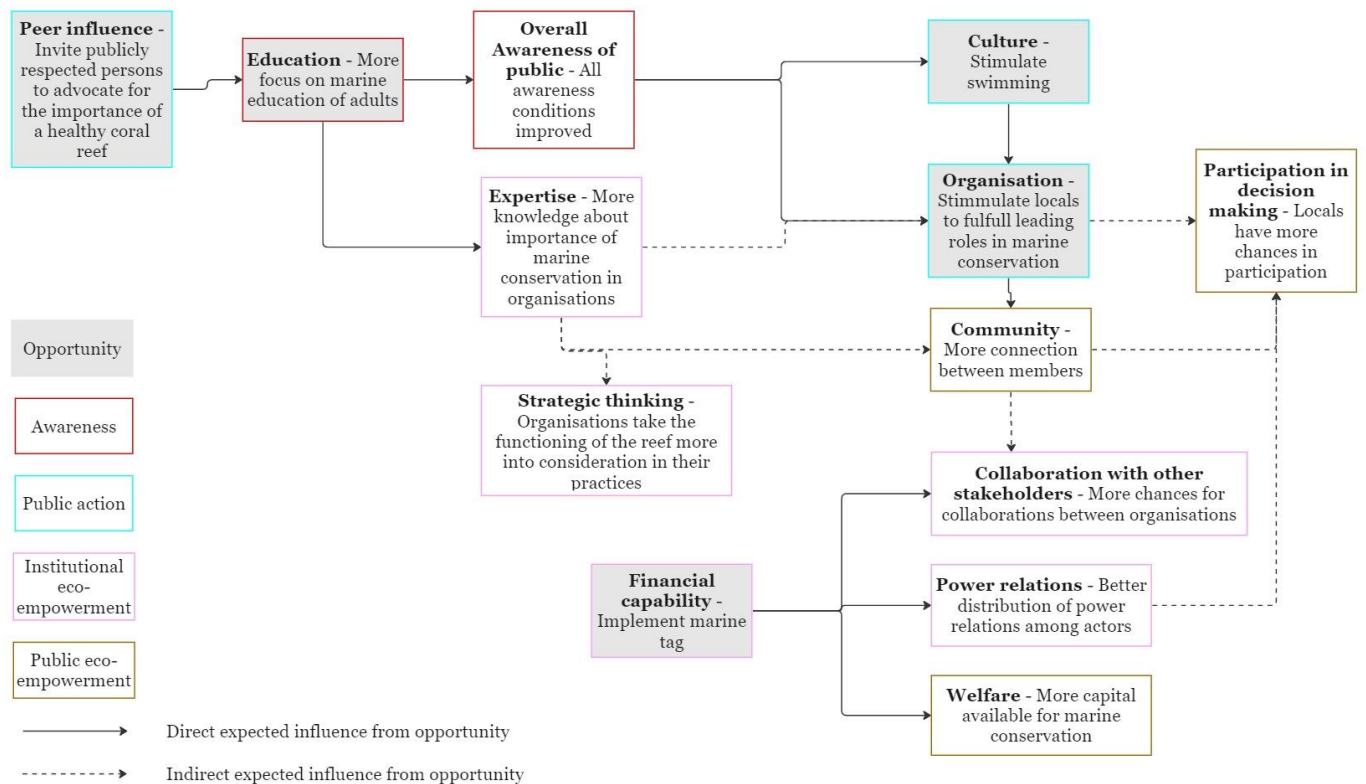 Peer influence -
Invite publicly
respected persons
to advocate for
the importance of
a healthy coral
reef
Education - More
focus on marine
education of adults
Overall
Awareness of
public - All
awareness
conditions
improved
Culture -
Stimulate
swimming
Expertise - More
knowledge about
importance of
marine
conservation in
organisations
Organisation -
Stimmulate locals
to fulfull leading
roles in marine
conservation
Participation in
decision
making - Locals
have more
chances in
participation
Community -
More connection
between members
Strategic thinking -
Organisations take the
functioning of the reef more
into consideration in their
practices
Collaboration with other
stakeholders - More chances for
collaborations between organisations
Financial
capability -
Implement marine
tag
Power relations - Better
distribution of power
relations among actors
Welfare - More capital
available for marine
conservation
Opportunity
Awareness
Public action
Institutional
eco-
empowerment
Public eco-
empowerment
Direct expected influence from opportunity
Indirect expected influence from opportunity